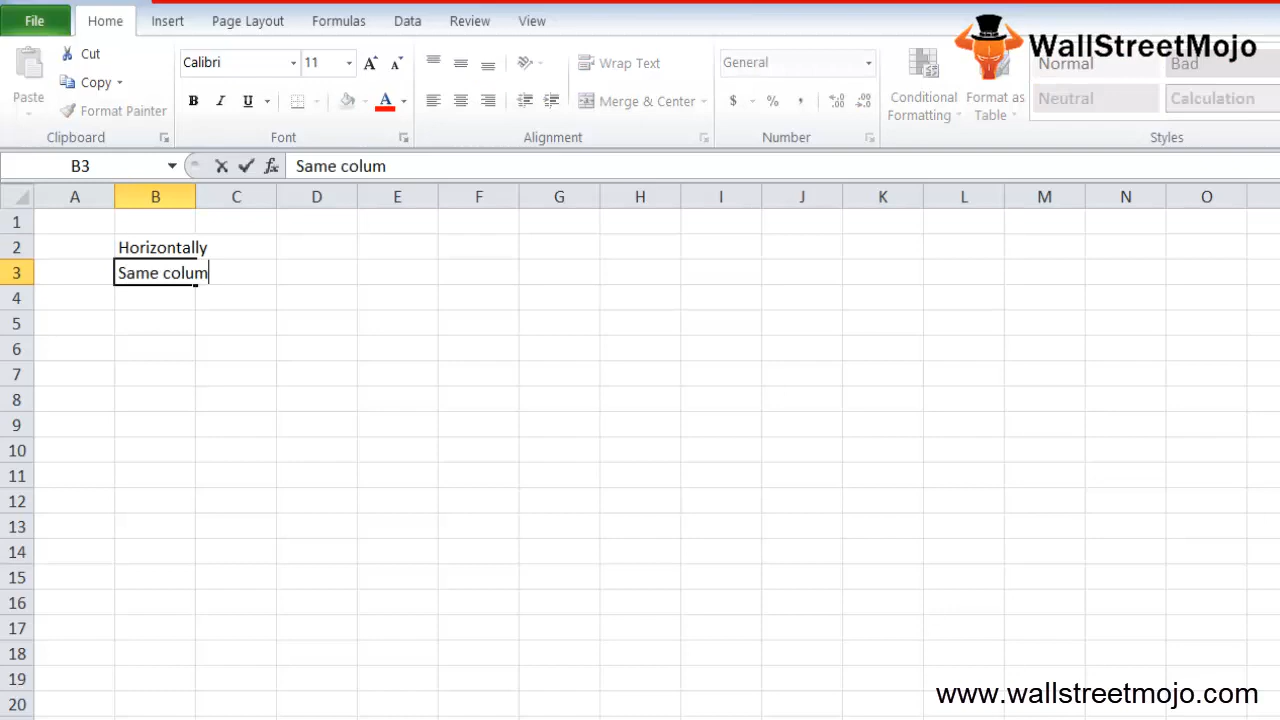 File Home Insert Page Layout Formulas Data Review View
WallStreetMojo
Cut
Copy
Format Painter
Paste
Clipboard
Calibri 11
B I U A
Font
Wrap Text
Merge & Center
Alignment
General
$ % ,
Number
Conditional Formatting
Format as Table
Normal Bad
Neutral Calculation
Styles
B3 fx Same colum
A B C D E F G H I J K L M N O
1
2 Horizontally
3 Same colum
4
5
6
7
8
9
10
11
12
13
14
15
16
17
18
19
20
www.wallstreetmojo.com